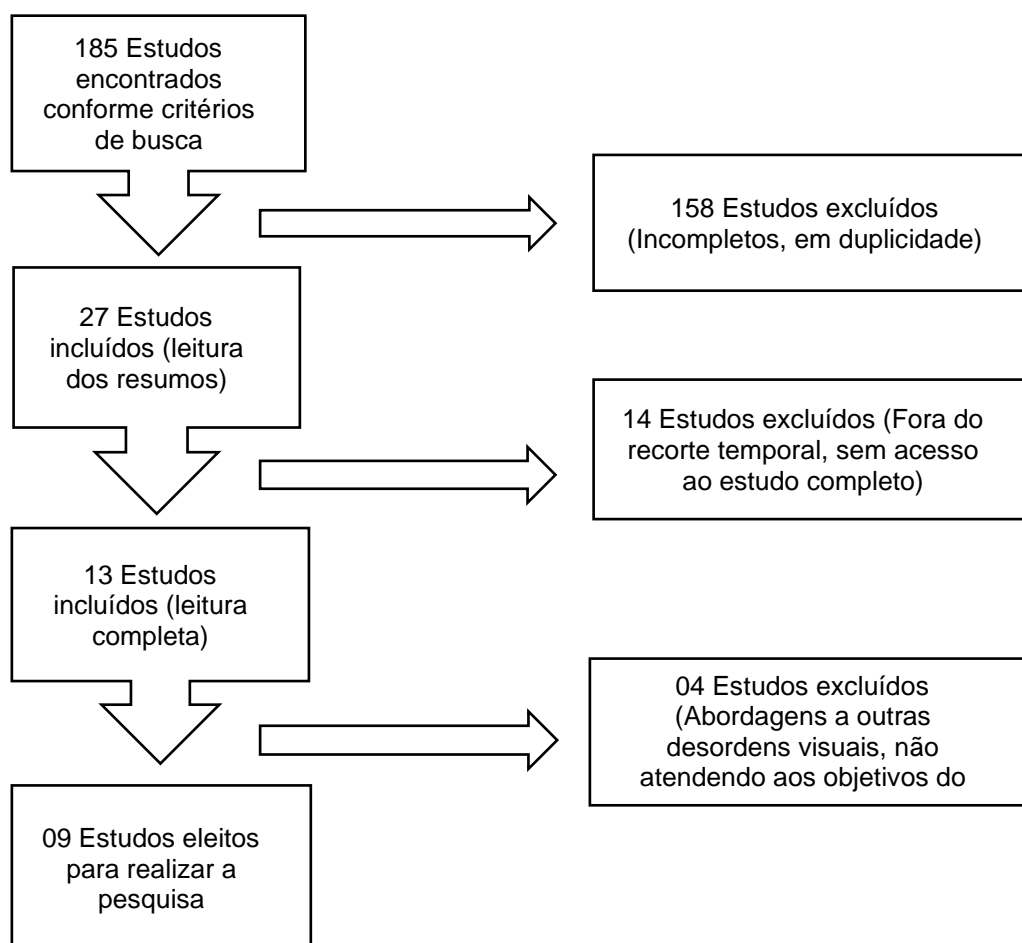 185 Estudos
encontrados
conforme critérios
de busca
158 Estudos excluídos
(Incompletos, em duplicidade)
27 Estudos
incluídos (leitura
dos resumos)
14 Estudos excluídos (Fora do
recorte temporal, sem acesso
ao estudo completo)
13 Estudos
incluídos (leitura
completa)
04 Estudos excluídos
(Abordagens a outras
desordens visuais, não
atendendo aos objetivos do
09 Estudos eleitos
para realizar a
pesquisa